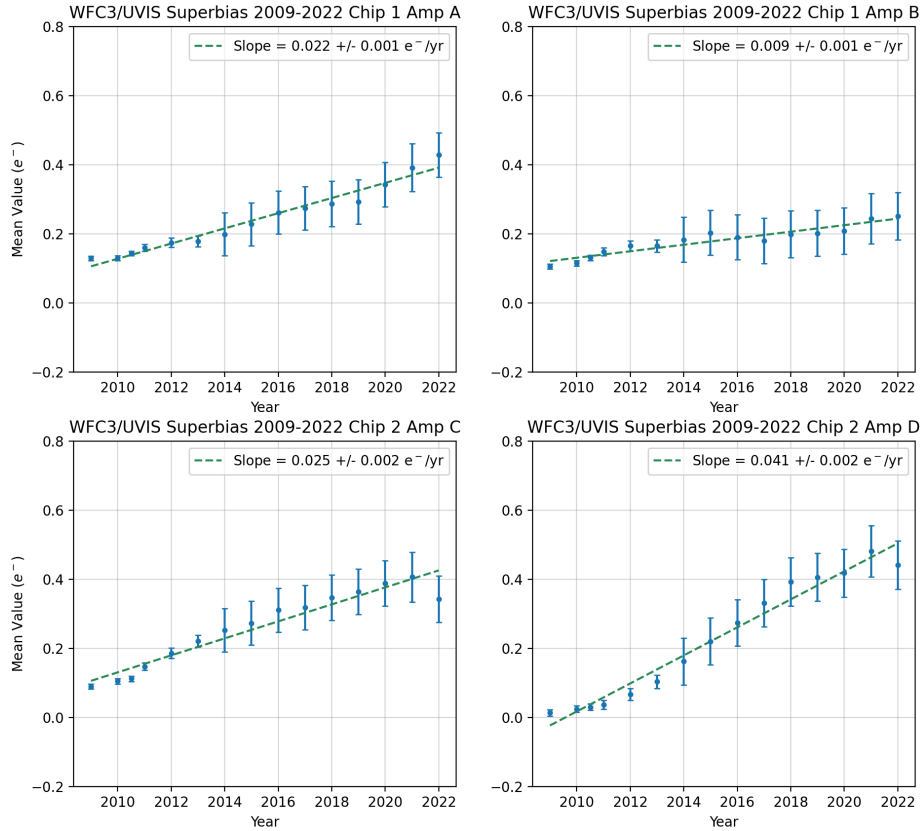 WFC3/UVIS Superbias 2009-2022 Chip 1 Amp A
Slope = 0.022 +/- 0.001 e⁻/yr
0.8
0.6
0.4
0.2
0.0
−0.2
Mean Value (e⁻)
2010 2012 2014 2016 2018 2020 2022
Year
WFC3/UVIS Superbias 2009-2022 Chip 1 Amp B
Slope = 0.009 +/- 0.001 e⁻/yr
0.8
0.6
0.4
0.2
0.0
−0.2
2010 2012 2014 2016 2018 2020 2022
Year
WFC3/UVIS Superbias 2009-2022 Chip 2 Amp C
Slope = 0.025 +/- 0.002 e⁻/yr
0.8
0.6
0.4
0.2
0.0
−0.2
Mean Value (e⁻)
2010 2012 2014 2016 2018 2020 2022
Year
WFC3/UVIS Superbias 2009-2022 Chip 2 Amp D
Slope = 0.041 +/- 0.002 e⁻/yr
0.8
0.6
0.4
0.2
0.0
−0.2
2010 2012 2014 2016 2018 2020 2022
Year